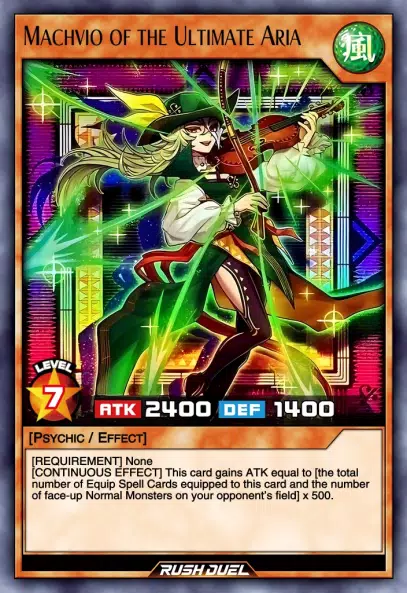 Machvio of the Ultimate Aria
風
LEVEL
7
ATK 2400 DEF 1400
[Psychic / Effect]
[REQUIREMENT] None
[CONTINUOUS EFFECT] This card gains ATK equal to [the total
number of Equip Spell Cards equipped to this card and the number
of face-up Normal Monsters on your opponent's field] x 500.
RUSH DUEL